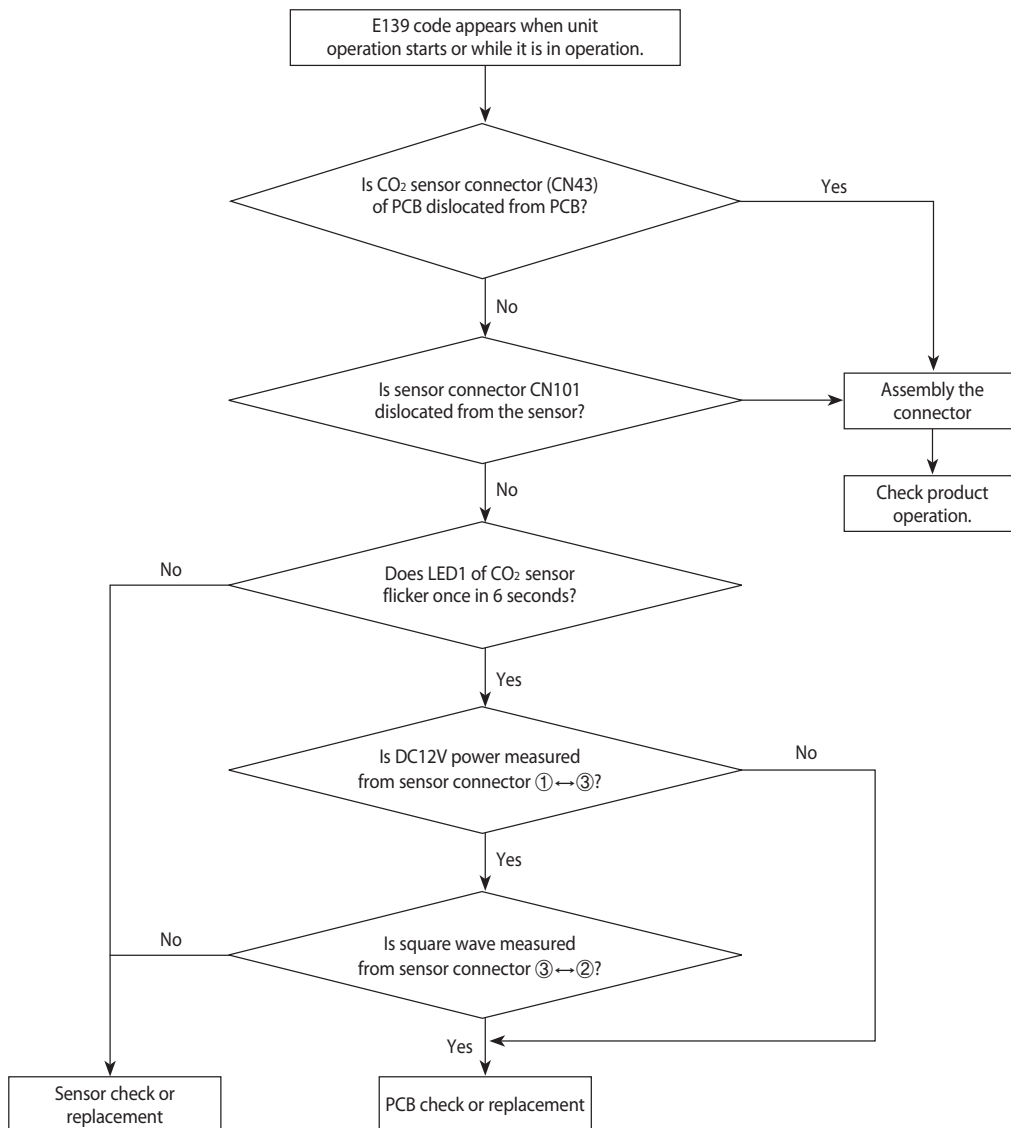 E139 code appears when unit
operation starts or while it is in operation.
Is CO₂ sensor connector (CN43)
of PCB dislocated from PCB?
Yes
No
Is sensor connector CN101
dislocated from the sensor?
Assembly the
connector
Check product
operation.
No
Does LED1 of CO₂ sensor
flicker once in 6 seconds?
No
Yes
Is DC12V power measured
from sensor connector ①↔③?
No
Yes
Is square wave measured
from sensor connector ③↔②?
No
Yes
Sensor check or
replacement
PCB check or replacement